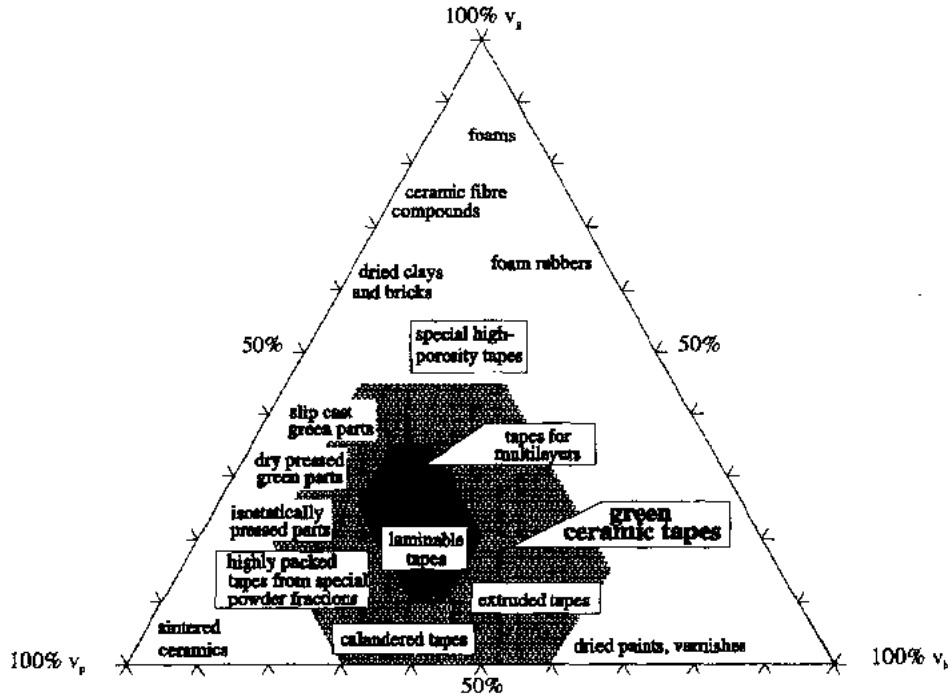 100% v_g
foams
ceramic fibre
compounds
foam rubbers
dried clays
and bricks
special high-
porosity tapes
50%
50%
slip cast
green parts
tapes for
multilayers
dry pressed
green parts
isostatically
pressed parts
green
ceramic tapes
laminable
tapes
highly packed
tapes from special
powder fractions
extruded tapes
sintered
ceramics
calandered tapes
dried paints, varnishes
100% v_p
50%
100% v_b